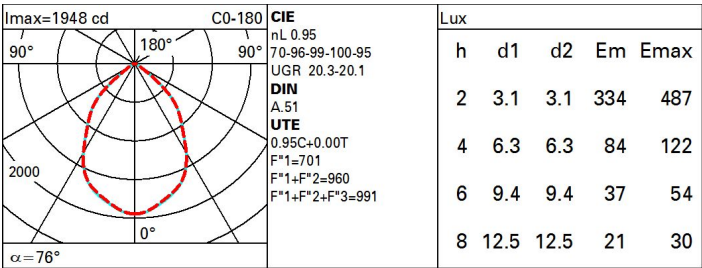 Imax=1948 cd C0-180
90° 180° 90°
2000
0°
α=76°
CIE
nL 0.95
70-96-99-100-95
UGR 20.3-20.1
DIN
A.51
UTE
0.95C+0.00T
F"1=701
F"1+F"2=960
F"1+F"2+F"3=991
Lux
h d1 d2 Em Emax
2 3.1 3.1 334 487
4 6.3 6.3 84 122
6 9.4 9.4 37 54
8 12.5 12.5 21 30